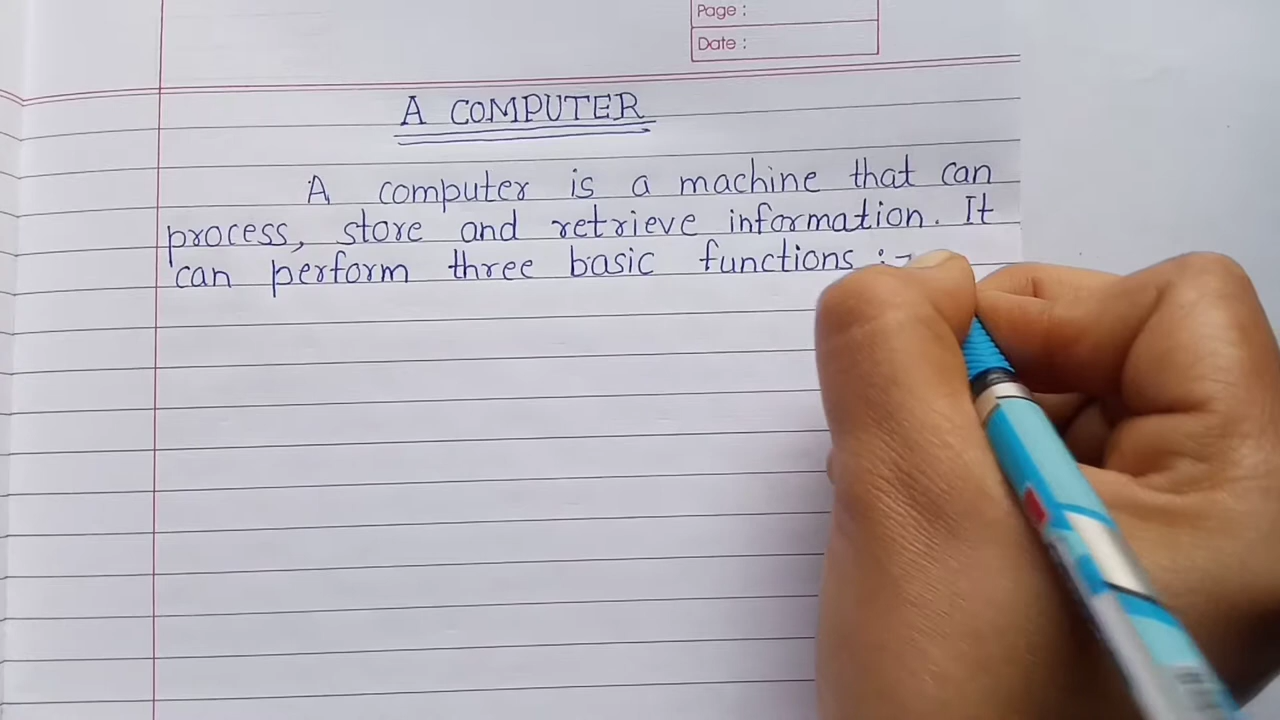 Page :
Date :
A COMPUTER
A computer is a machine that can
process, store and retrieve information. It
can perform three basic functions :-